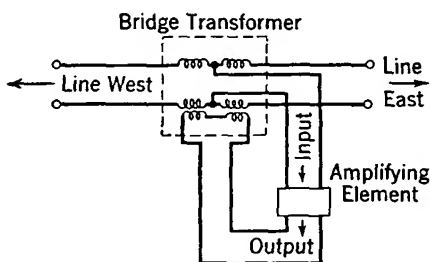 Bridge Transformer
Line West
Line
East
Input
Amplifying
Element
Output